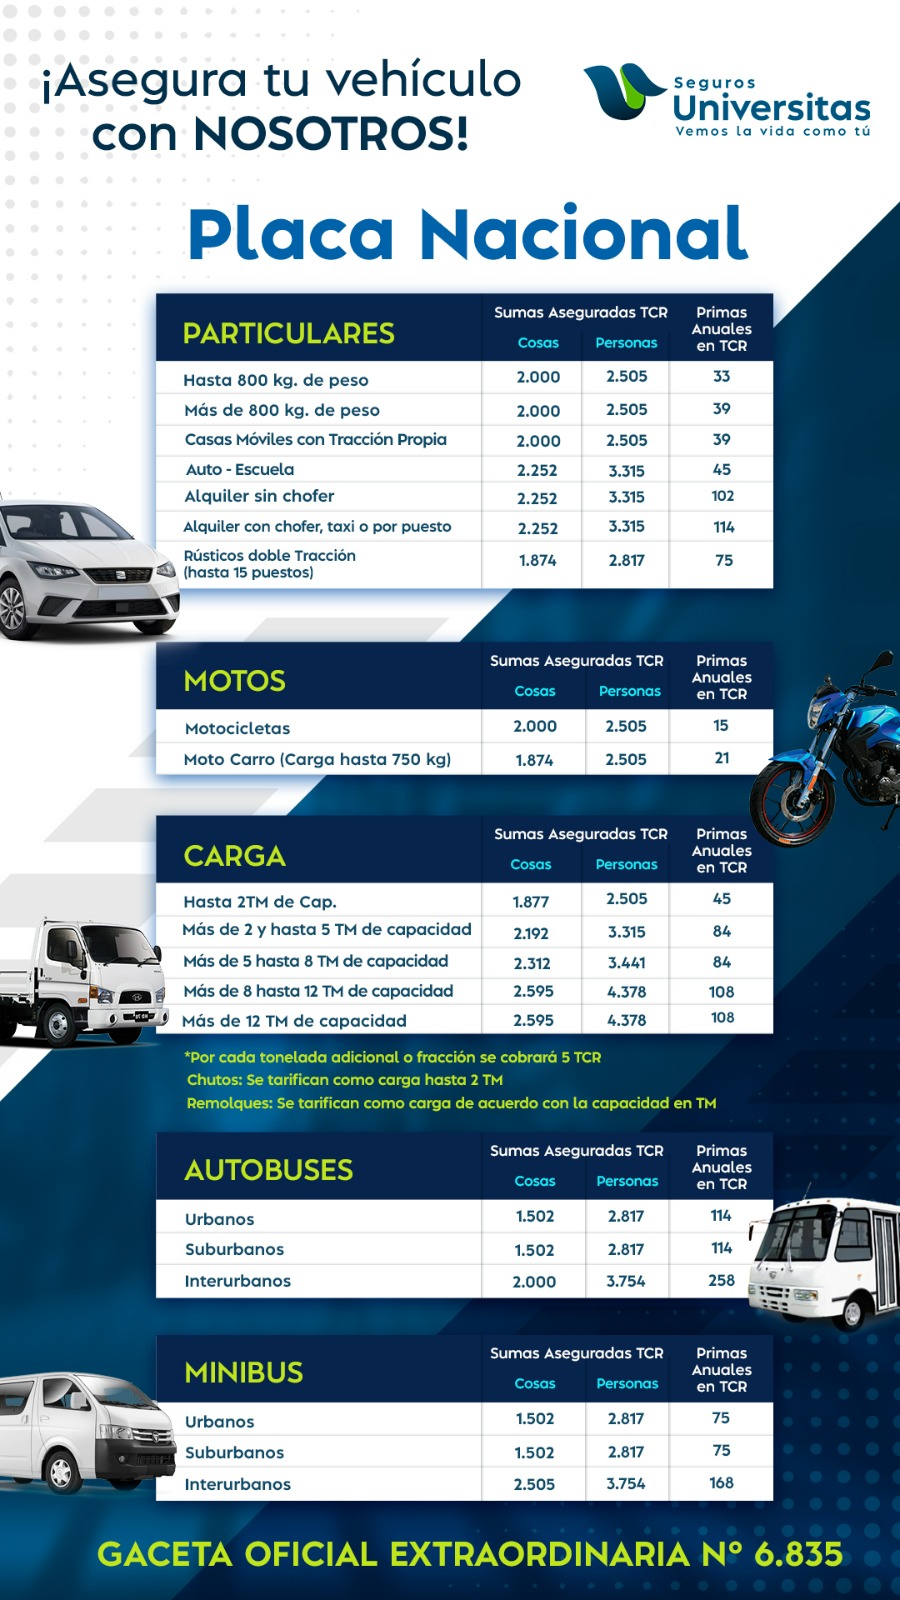 ¡Asegura tu vehículo
con NOSOTROS!
Seguros
Universitas
Vemos la vida como tú
Placa Nacional
PARTICULARES
Sumas Aseguradas TCR
Cosas Personas
Primas
Anuales
en TCR
Hasta 800 kg. de peso 2.000 2.505 33
Más de 800 kg. de peso 2.000 2.505 39
Casas Móviles con Tracción Propia 2.000 2.505 39
Auto - Escuela 2.252 3.315 45
Alquiler sin chofer 2.252 3.315 102
Alquiler con chofer, taxi o por puesto 2.252 3.315 114
Rústicos doble Tracción
(hasta 15 puestos) 1.874 2.817 75
MOTOS
Sumas Aseguradas TCR
Cosas Personas
Primas
Anuales
en TCR
Motocicletas 2.000 2.505 15
Moto Carro (Carga hasta 750 kg) 1.874 2.505 21
CARGA
Sumas Aseguradas TCR
Cosas Personas
Primas
Anuales
en TCR
Hasta 2TM de Cap. 1.877 2.505 45
Más de 2 y hasta 5 TM de capacidad 2.192 3.315 84
Más de 5 hasta 8 TM de capacidad 2.312 3.441 84
Más de 8 hasta 12 TM de capacidad 2.595 4.378 108
Más de 12 TM de capacidad 2.595 4.378 108
*Por cada tonelada adicional o fracción se cobrará 5 TCR
Chutos: Se tarifican como carga hasta 2 TM
Remolques: Se tarifican como carga de acuerdo con la capacidad en TM
AUTOBUSES
Sumas Aseguradas TCR
Cosas Personas
Primas
Anuales
en TCR
Urbanos 1.502 2.817 114
Suburbanos 1.502 2.817 114
Interurbanos 2.000 3.754 258
MINIBUS
Sumas Aseguradas TCR
Cosas Personas
Primas
Anuales
en TCR
Urbanos 1.502 2.817 75
Suburbanos 1.502 2.817 75
Interurbanos 2.505 3.754 168
GACETA OFICIAL EXTRAORDINARIA N° 6.835